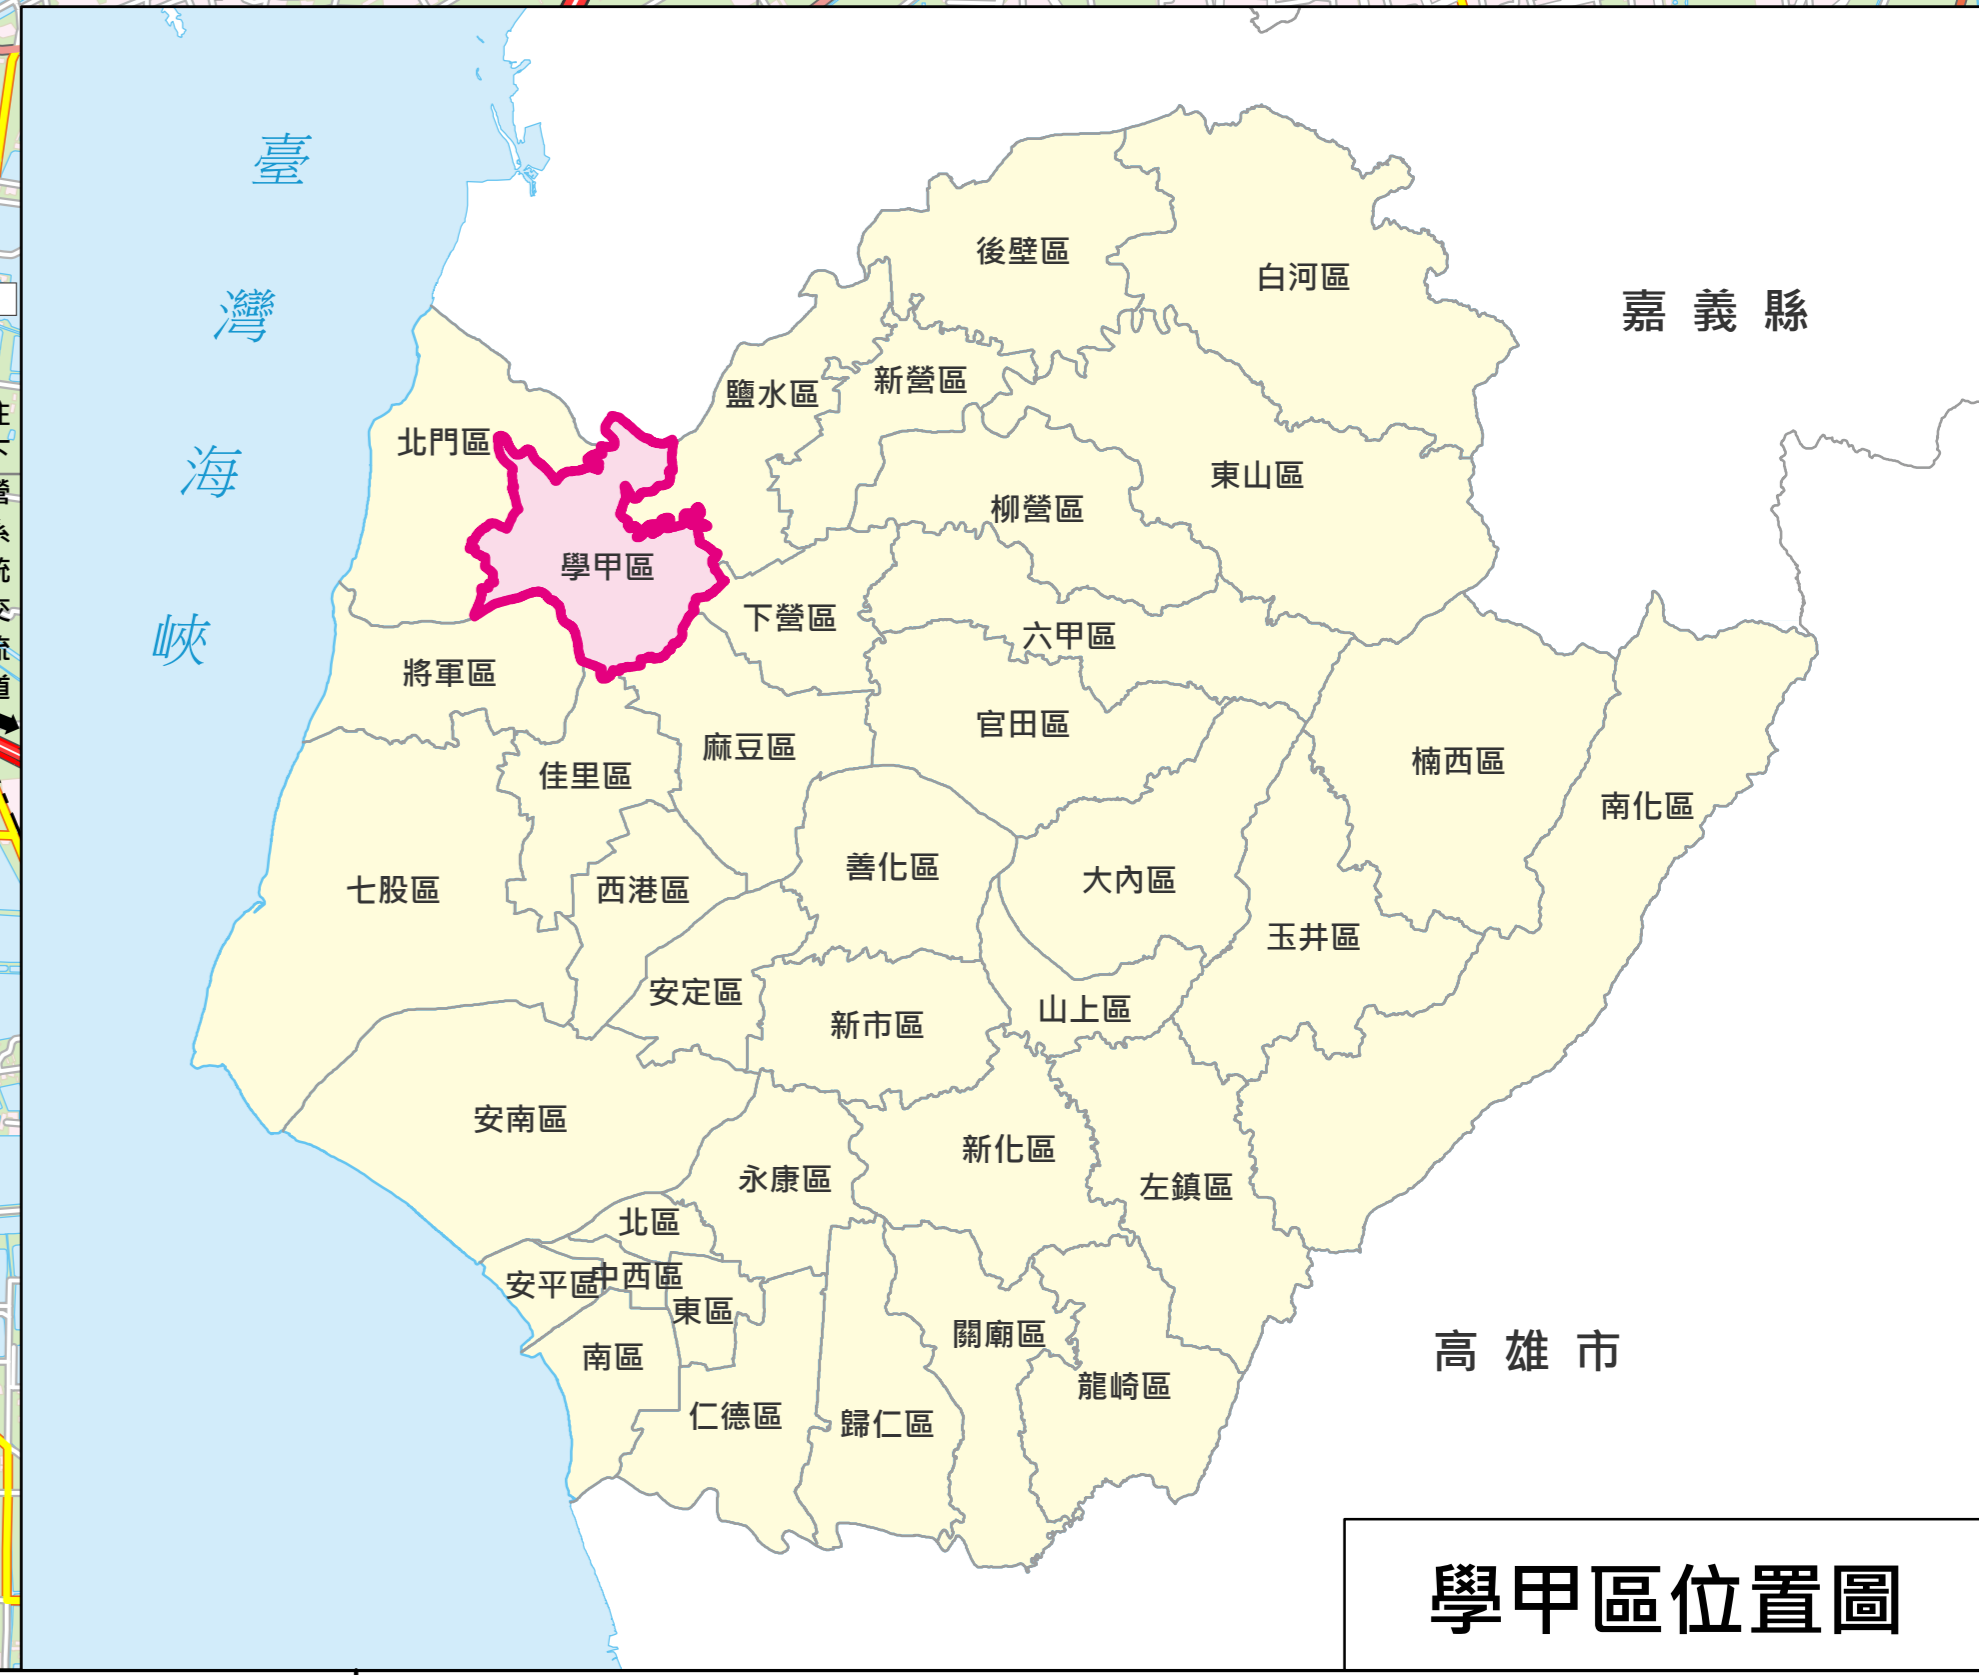 臺灣海峽
後壁區
白河區
嘉義縣
鹽水區
新營區
北門區
東山區
柳營區
學甲區
下營區
六甲區
將軍區
官田區
麻豆區
楠西區
佳里區
南化區
善化區
大內區
七股區
西港區
玉井區
安定區
山上區
新市區
安南區
新化區
永康區
左鎮區
北區
安平區
中西區
東區
關廟區
南區
高雄市
龍崎區
仁德區
歸仁區
學甲區位置圖